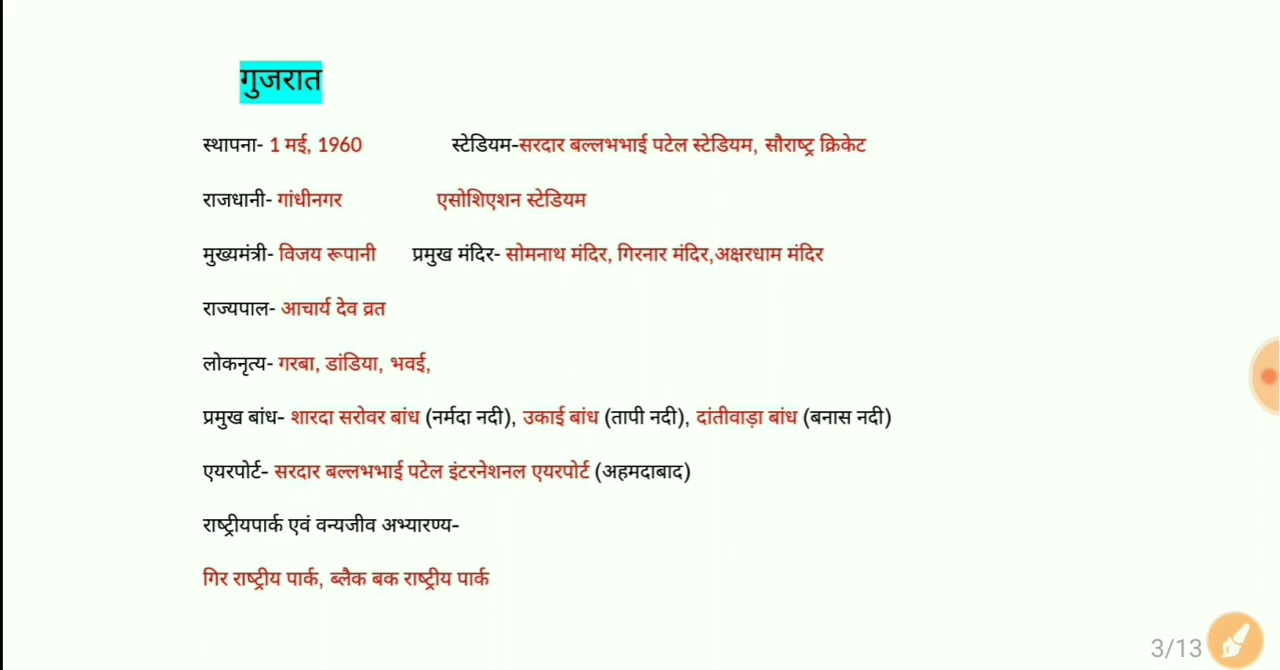 गुजरात
स्थापना- 1 मई, 1960 स्टेडियम-सरदार बल्लभभाई पटेल स्टेडियम, सौराष्ट्र क्रिकेट
राजधानी- गांधीनगर एसोशिएशन स्टेडियम
मुख्यमंत्री- विजय रूपानी प्रमुख मंदिर- सोमनाथ मंदिर, गिरनार मंदिर,अक्षरधाम मंदिर
राज्यपाल- आचार्य देव व्रत
लोकनृत्य- गरबा, डांडिया, भवई,
प्रमुख बांध- शारदा सरोवर बांध (नर्मदा नदी), उकाई बांध (तापी नदी), दांतीवाड़ा बांध (बनास नदी)
एयरपोर्ट- सरदार बल्लभभाई पटेल इंटरनेशनल एयरपोर्ट (अहमदाबाद)
राष्ट्रीयपार्क एवं वन्यजीव अभ्यारण्य-
गिर राष्ट्रीय पार्क, ब्लैक बक राष्ट्रीय पार्क
3/13